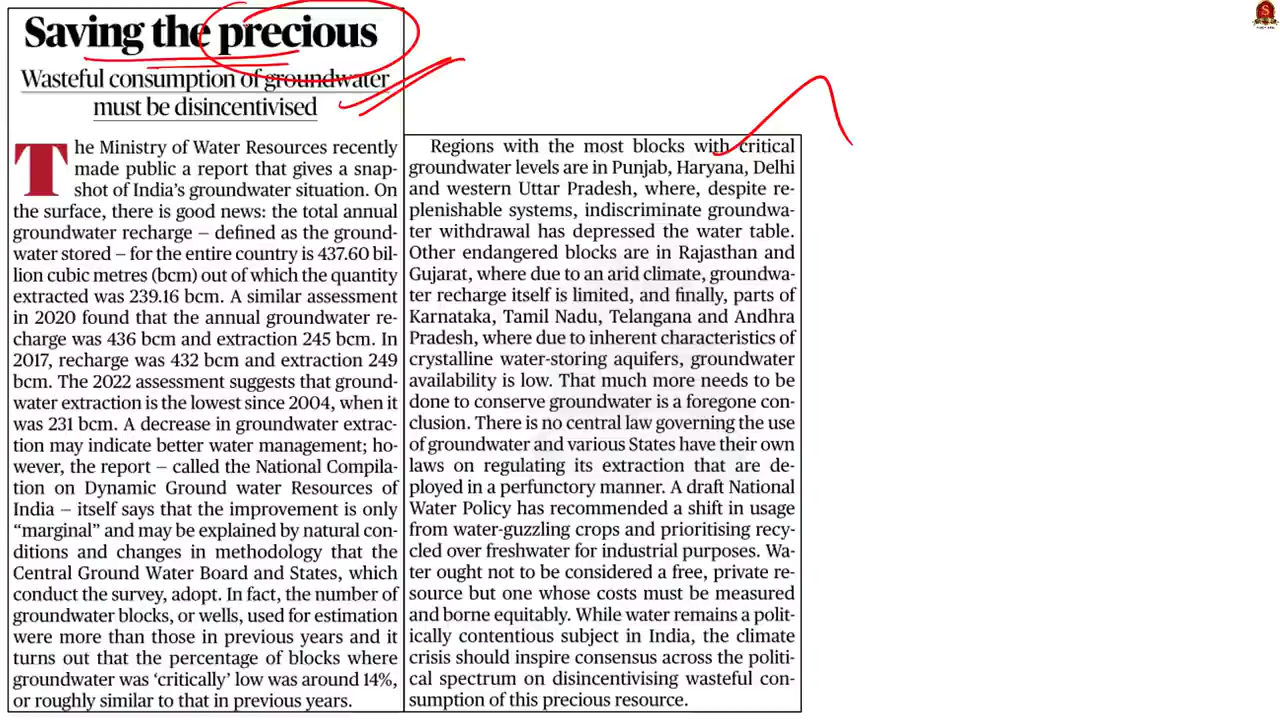 Saving the precious
Wasteful consumption of groundwater
must be disincentivised
The Ministry of Water Resources recently
made public a report that gives a snap-
shot of India's groundwater situation. On
the surface, there is good news: the total annual
groundwater recharge – defined as the ground-
water stored – for the entire country is 437.60 bil-
lion cubic metres (bcm) out of which the quantity
extracted was 239.16 bcm. A similar assessment
in 2020 found that the annual groundwater re-
charge was 436 bcm and extraction 245 bcm. In
2017, recharge was 432 bcm and extraction 249
bcm. The 2022 assessment suggests that ground-
water extraction is the lowest since 2004, when it
was 231 bcm. A decrease in groundwater extrac-
tion may indicate better water management; ho-
wever, the report – called the National Compila-
tion on Dynamic Ground water Resources of
India – itself says that the improvement is only
“marginal” and may be explained by natural con-
ditions and changes in methodology that the
Central Ground Water Board and States, which
conduct the survey, adopt. In fact, the number of
groundwater blocks, or wells, used for estimation
were more than those in previous years and it
turns out that the percentage of blocks where
groundwater was ‘critically’ low was around 14%,
or roughly similar to that in previous years.
Regions with the most blocks with critical
groundwater levels are in Punjab, Haryana, Delhi
and western Uttar Pradesh, where, despite re-
plenishable systems, indiscriminate groundwa-
ter withdrawal has depressed the water table.
Other endangered blocks are in Rajasthan and
Gujarat, where due to an arid climate, groundwa-
ter recharge itself is limited, and finally, parts of
Karnataka, Tamil Nadu, Telangana and Andhra
Pradesh, where due to inherent characteristics of
crystalline water-storing aquifers, groundwater
availability is low. That much more needs to be
done to conserve groundwater is a foregone con-
clusion. There is no central law governing the use
of groundwater and various States have their own
laws on regulating its extraction that are de-
ployed in a perfunctory manner. A draft National
Water Policy has recommended a shift in usage
from water-guzzling crops and prioritising recy-
cled over freshwater for industrial purposes. Wa-
ter ought not to be considered a free, private re-
source but one whose costs must be measured
and borne equitably. While water remains a polit-
ically contentious subject in India, the climate
crisis should inspire consensus across the politi-
cal spectrum on disincentivising wasteful con-
sumption of this precious resource.